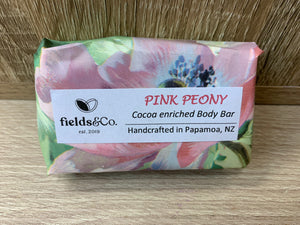 PINK PEONY
Cocoa enriched Body Bar
Handcrafted in Papamoa, NZ
fields&Co.
est. 2019